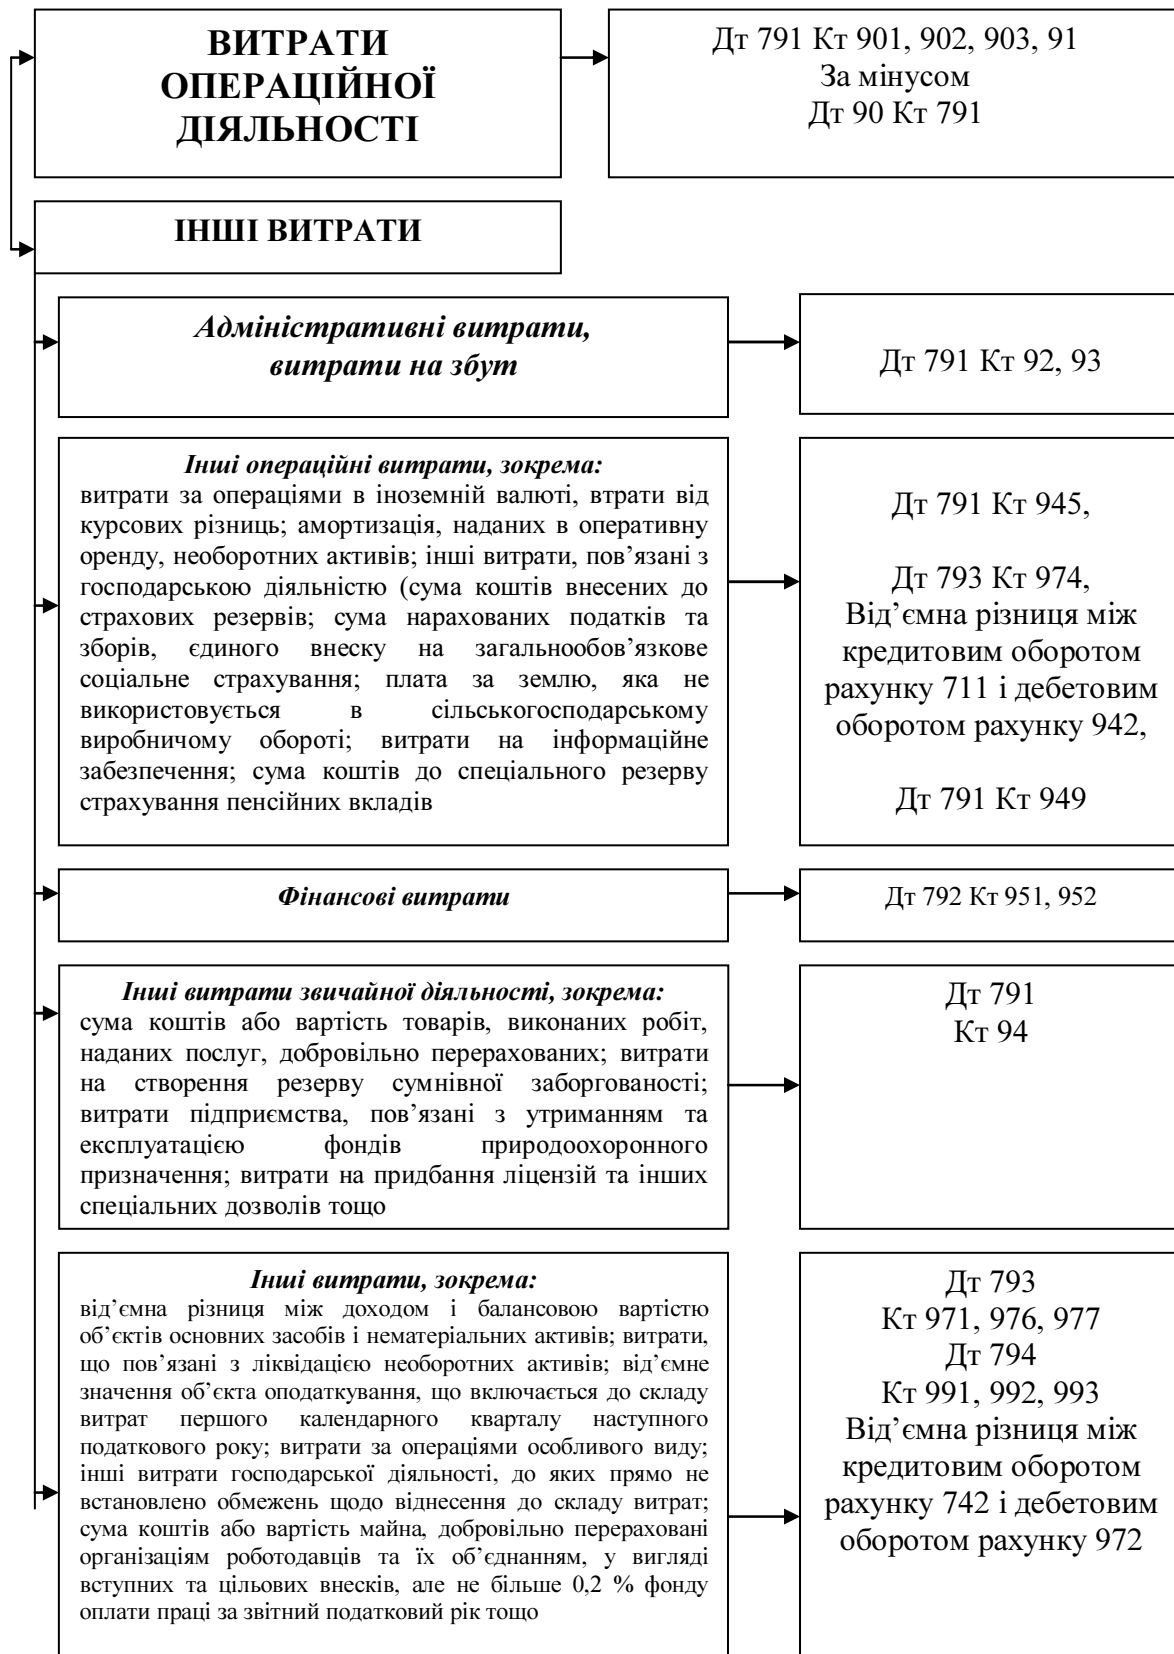 ВИТРАТИ
ОПЕРАЦІЙНОЇ
ДІЯЛЬНОСТІ
Дт 791 Кт 901, 902, 903, 91
За мінусом
Дт 90 Кт 791
ІНШІ ВИТРАТИ
Адміністративні витрати,
витрати на збут
Дт 791 Кт 92, 93
Інші операційні витрати, зокрема:
витрати за операціями в іноземній валюті, втрати від
курсових різниць; амортизація, наданих в оперативну
оренду, необоротних активів; інші витрати, пов’язані з
господарською діяльністю (сума коштів внесених до
страхових резервів; сума нарахованих податків та
зборів, єдиного внеску на загальнообов’язкове
соціальне страхування; плата за землю, яка не
використовується в сільськогосподарському
виробничому обороті; витрати на інформаційне
забезпечення; сума коштів до спеціального резерву
страхування пенсійних вкладів
Дт 791 Кт 945,
Дт 793 Кт 974,
Від’ємна різниця між
кредитовим оборотом
рахунку 711 і дебетовим
оборотом рахунку 942,
Дт 791 Кт 949
Фінансові витрати
Дт 792 Кт 951, 952
Інші витрати звичайної діяльності, зокрема:
сума коштів або вартість товарів, виконаних робіт,
наданих послуг, добровільно перерахованих; витрати
на створення резерву сумнівної заборгованості;
витрати підприємства, пов’язані з утриманням та
експлуатацією фондів природоохоронного
призначення; витрати на придбання ліцензій та інших
спеціальних дозволів тощо
Дт 791
Кт 94
Інші витрати, зокрема:
від’ємна різниця між доходом і балансовою вартістю
об’єктів основних засобів і нематеріальних активів; витрати,
що пов’язані з ліквідацією необоротних активів; від’ємне
значення об’єкта оподаткування, що включається до складу
витрат першого календарного кварталу наступного
податкового року; витрати за операціями особливого виду;
інші витрати господарської діяльності, до яких прямо не
встановлено обмежень щодо віднесення до складу витрат;
сума коштів або вартість майна, добровільно перераховані
організаціям роботодавців та їх об’єднанням, у вигляді
вступних та цільових внесків, але не більше 0,2 % фонду
оплати праці за звітний податковий рік тощо
Дт 793
Кт 971, 976, 977
Дт 794
Кт 991, 992, 993
Від’ємна різниця між
кредитовим оборотом
рахунку 742 і дебетовим
оборотом рахунку 972